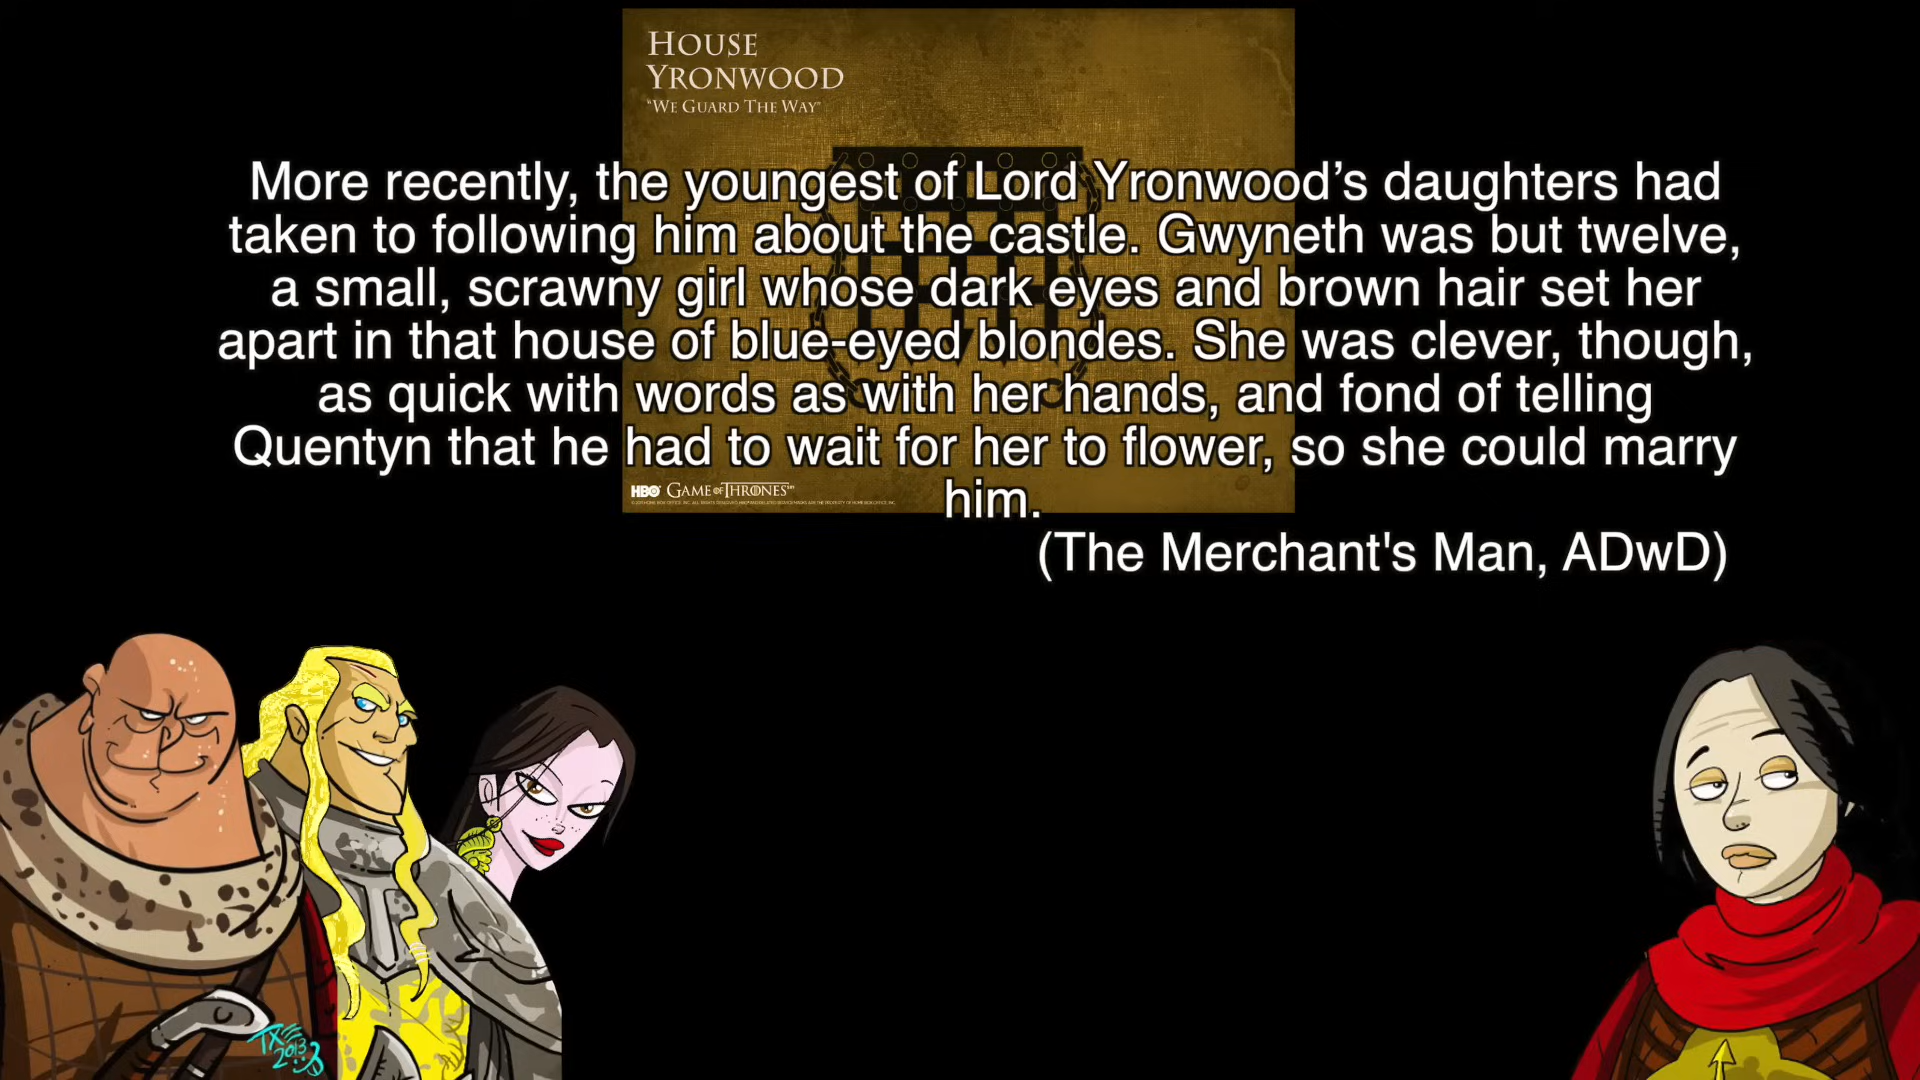 HOUSE
YRONWOOD
"WE GUARD THE WAY"
More recently, the youngest of Lord Yronwood’s daughters had
taken to following him about the castle. Gwyneth was but twelve,
a small, scrawny girl whose dark eyes and brown hair set her
apart in that house of blue-eyed blondes. She was clever, though,
as quick with words as with her hands, and fond of telling
Quentyn that he had to wait for her to flower, so she could marry
him.
(The Merchant's Man, ADwD)
HBO GAME OF THRONES
TX
2013